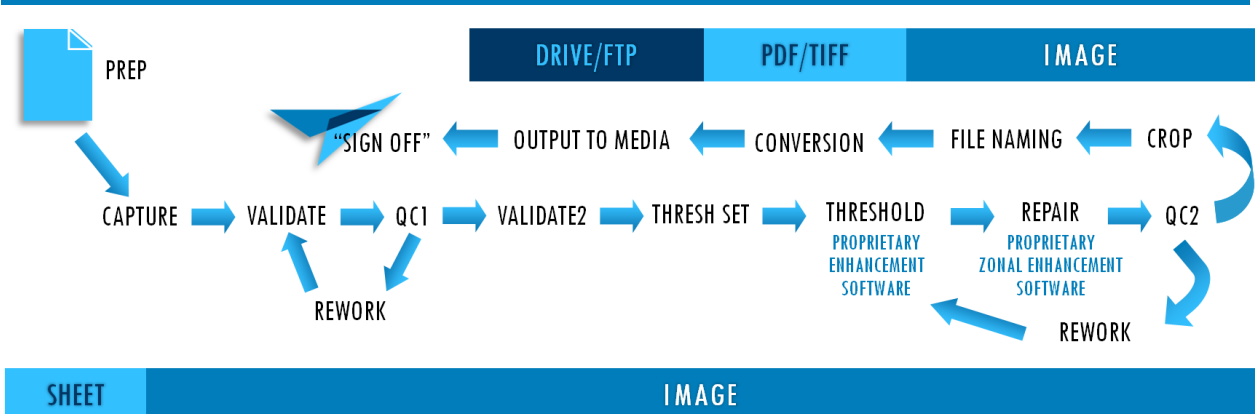 DRIVE/FTP PDF/TIFF IMAGE
PREP
"SIGN OFF" OUTPUT TO MEDIA CONVERSION FILE NAMING CROP
CAPTURE VALIDATE QC1 VALIDATE2 THRESH SET THRESHOLD REPAIR QC2
PROPRIETARY
ENHANCEMENT
SOFTWARE
PROPRIETARY
ZONAL ENHANCEMENT
SOFTWARE
REWORK
REWORK
SHEET IMAGE